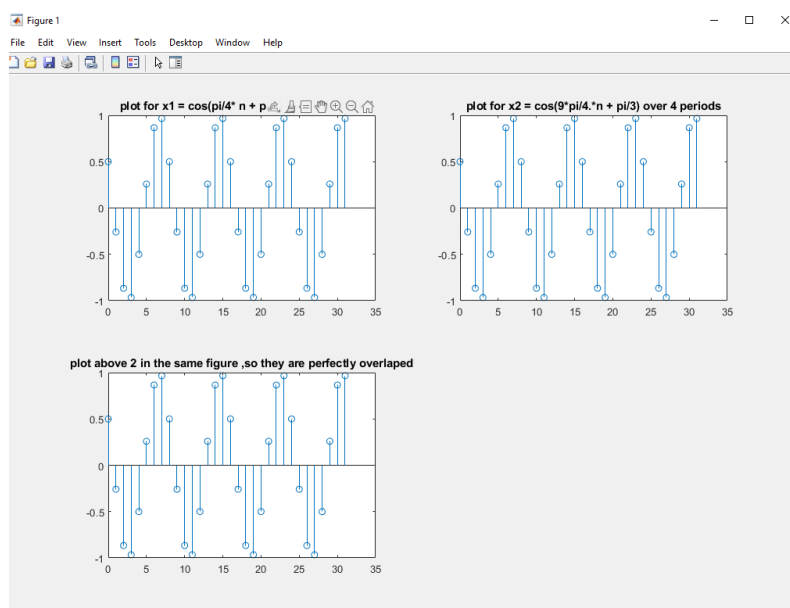 Figure 1
File Edit View Insert Tools Desktop Window Help
plot for x1 = cos(pi/4* n + p
1
0.5
0
-0.5
-1
0 5 10 15 20 25 30 35
plot for x2 = cos(9*pi/4.*n + pi/3) over 4 periods
1
0.5
0
-0.5
-1
0 5 10 15 20 25 30 35
plot above 2 in the same figure ,so they are perfectly overlaped
1
0.5
0
-0.5
-1
0 5 10 15 20 25 30 35